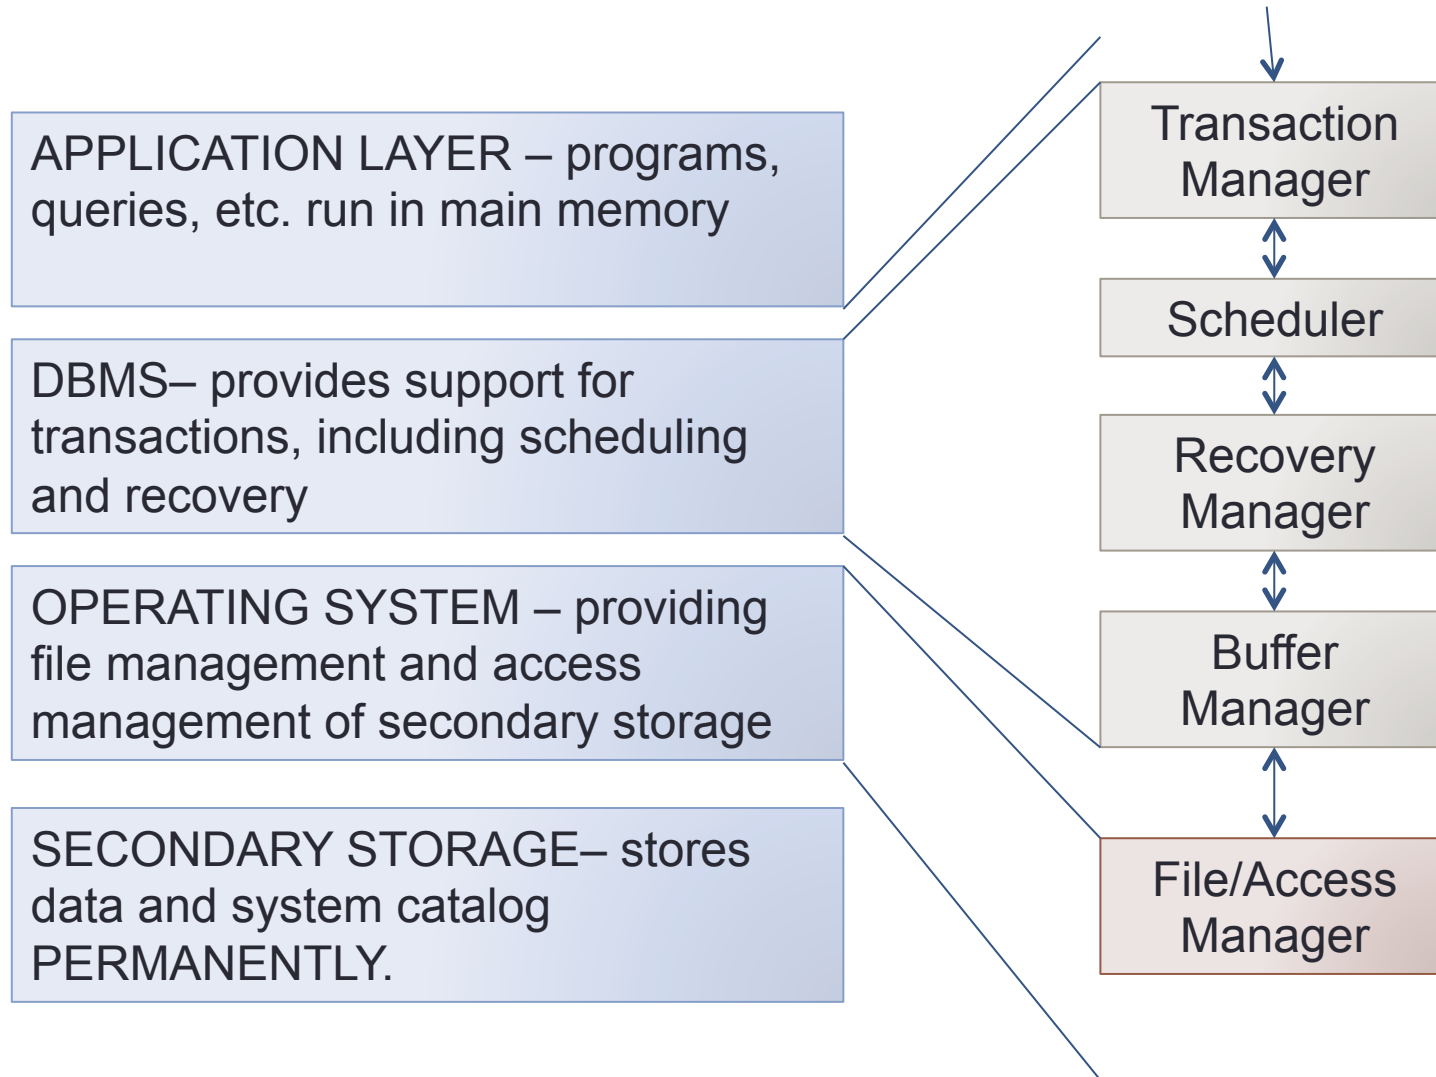 APPLICATION LAYER – programs,
queries, etc. run in main memory
DBMS– provides support for
transactions, including scheduling
and recovery
OPERATING SYSTEM – providing
file management and access
management of secondary storage
SECONDARY STORAGE– stores
data and system catalog
PERMANENTLY.
Transaction
Manager
Scheduler
Recovery
Manager
Buffer
Manager
File/Access
Manager